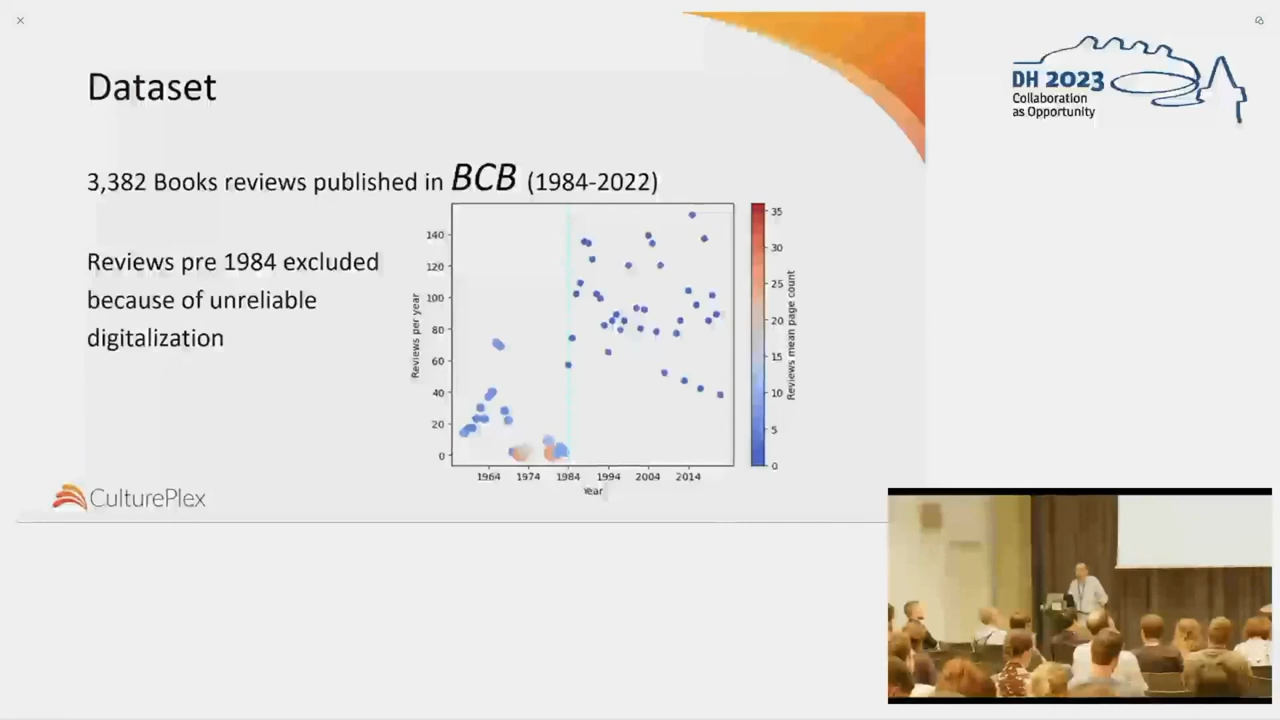 Dataset
DH 2023
Collaboration
as Opportunity
3,382 Books reviews published in BCB (1984-2022)
Reviews pre 1984 excluded
because of unreliable
digitalization
Reviews per year
140
120
100
80
60
40
20
0
1964 1974 1984 1994 2004 2014
Year
35
30
25
20
15
10
5
0
Reviews mean page count
CulturePlex